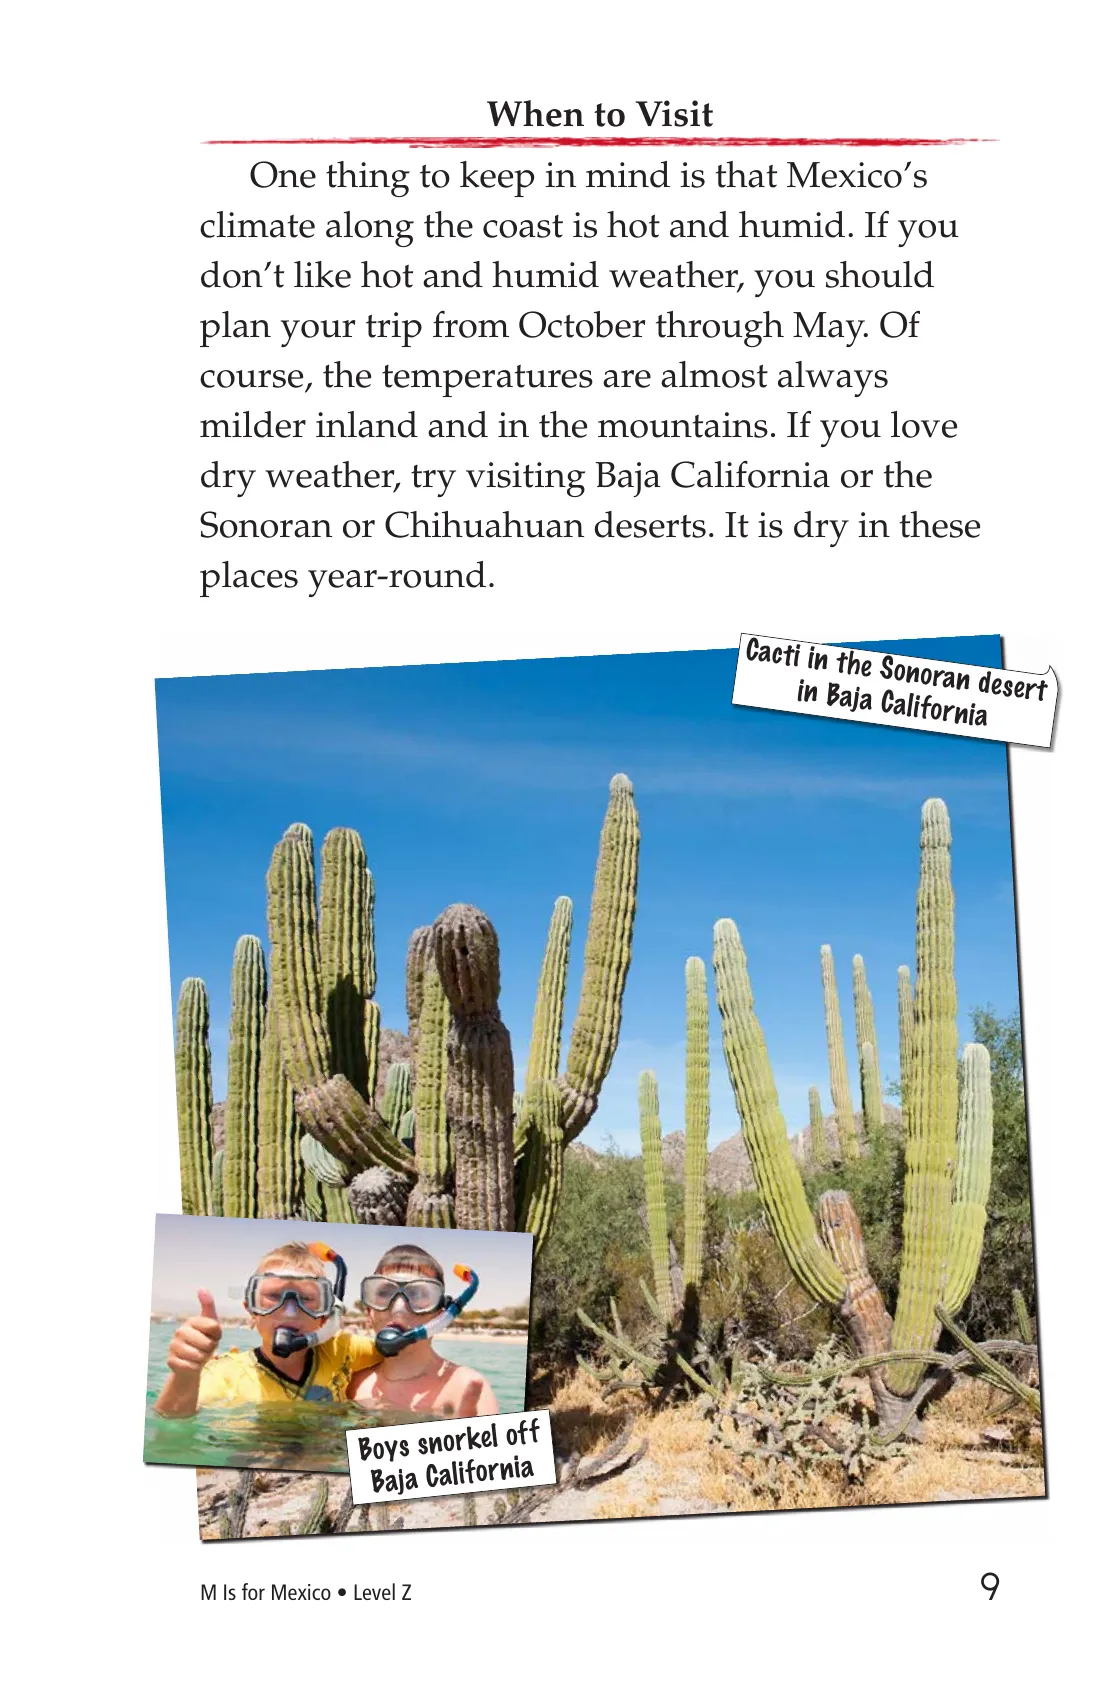 When to Visit
One thing to keep in mind is that Mexico’s
climate along the coast is hot and humid. If you
don’t like hot and humid weather, you should
plan your trip from October through May. Of
course, the temperatures are almost always
milder inland and in the mountains. If you love
dry weather, try visiting Baja California or the
Sonoran or Chihuahuan deserts. It is dry in these
places year-round.
Cacti in the Sonoran desert
in Baja California
Boys snorkel off
Baja California
M Is for Mexico • Level Z
9